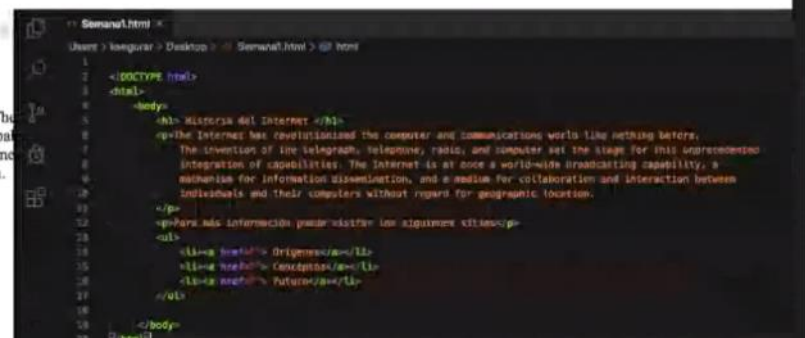 Semana1.html ×
Users > keegurar > Desktop > Semana1.html > html
1
2 <!DOCTYPE html>
3 <html>
4 <body>
5 <h1> Historia del Internet </h1>
6 <p>The Internet has revolutionized the computer and communications world like nothing before.
7 The invention of the telegraph, telephone, radio, and computer set the stage for this unprecedented
8 integration of capabilities. The Internet is at once a world-wide broadcasting capability, a
9 mechanism for information dissemination, and a medium for collaboration and interaction between
10 individuals and their computers without regard for geographic location.
11 </p>
12 <p>Para más información puede visitar los siguientes sitios</p>
13 <ul>
14 <li><a href=""> Orígenes</a></li>
15 <li><a href=""> Conceptos</a></li>
16 <li><a href=""> Futuro</a></li>
17 </ul>
18
19 </body>
20 </html>